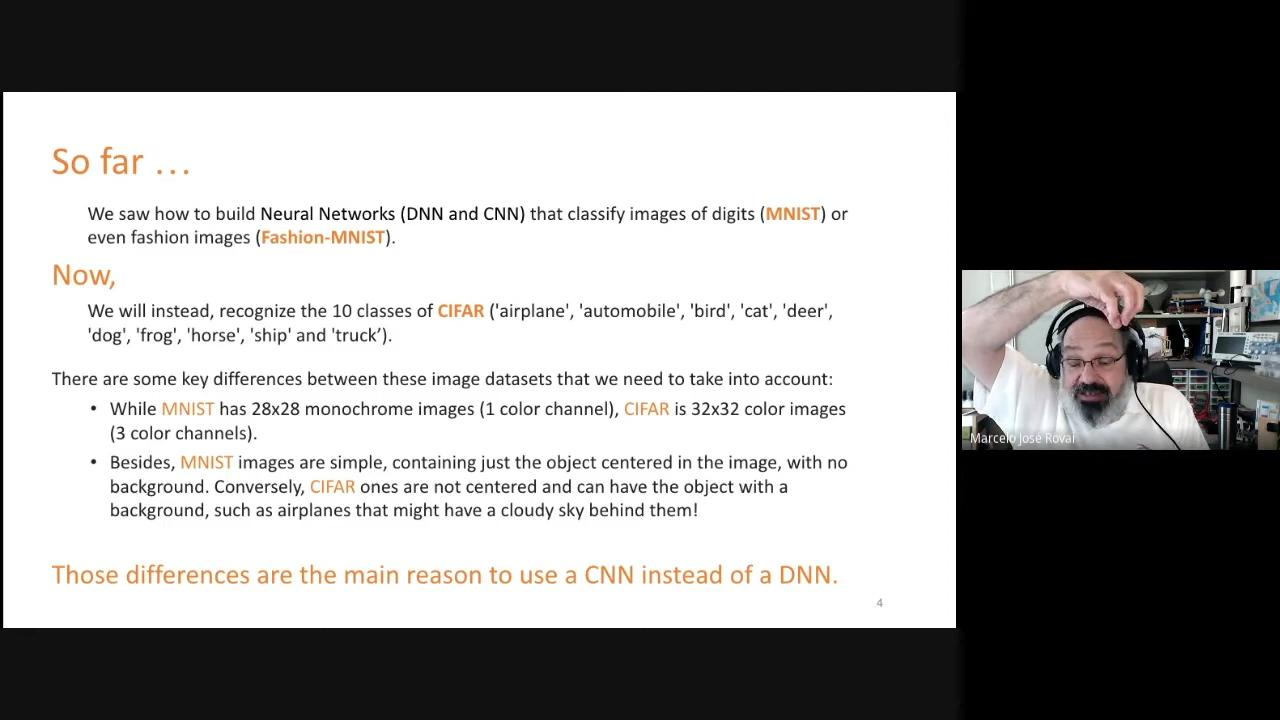 So far …
We saw how to build Neural Networks (DNN and CNN) that classify images of digits (MNIST) or
even fashion images (Fashion-MNIST).
Now,
We will instead, recognize the 10 classes of CIFAR ('airplane', 'automobile', 'bird', 'cat', 'deer',
'dog', 'frog', 'horse', 'ship' and 'truck’).
There are some key differences between these image datasets that we need to take into account:
• While MNIST has 28x28 monochrome images (1 color channel), CIFAR is 32x32 color images
(3 color channels).
• Besides, MNIST images are simple, containing just the object centered in the image, with no
background. Conversely, CIFAR ones are not centered and can have the object with a
background, such as airplanes that might have a cloudy sky behind them!
Those differences are the main reason to use a CNN instead of a DNN.
4
Marcelo José Rovai